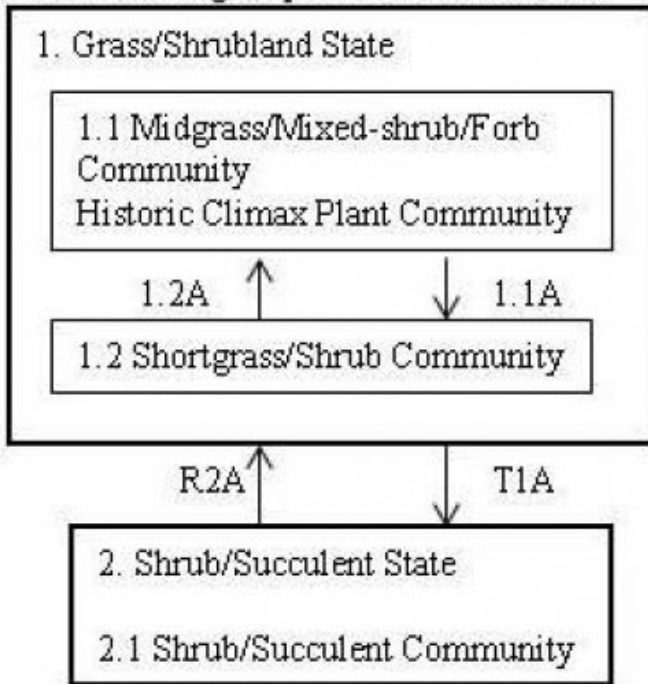 1. Grass/Shrubland State
1.1 Midgrass/Mixed-shrub/Forb
Community
Historic Climax Plant Community
1.2A
1.1A
1.2 Shortgrass/Shrub Community
R2A
T1A
2. Shrub/Succulent State
2.1 Shrub/Succulent Community